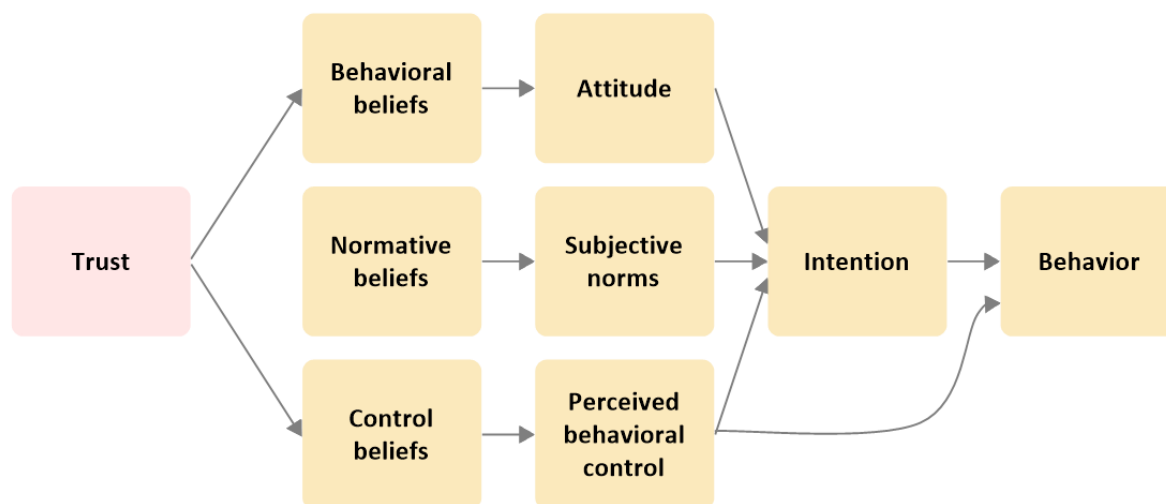 Behavioral
beliefs
Attitude
Trust
Normative
beliefs
Subjective
norms
Intention
Behavior
Control
beliefs
Perceived
behavioral
control